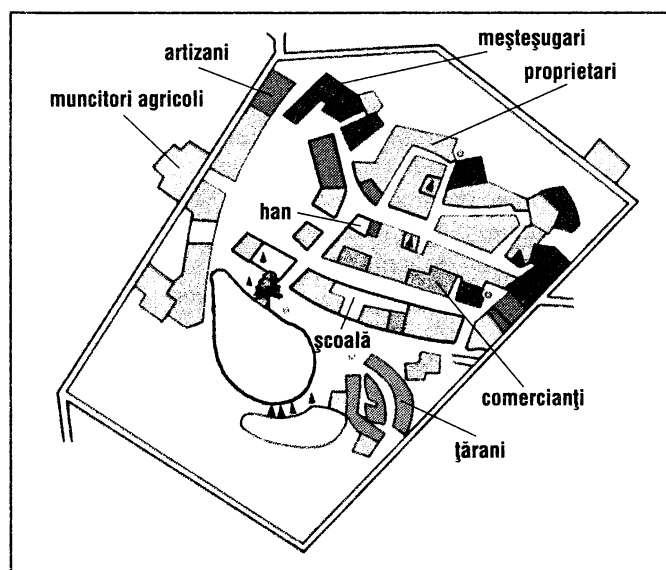 meşteşugari
artizani
proprietari
muncitori agricoli
han
şcoală
comercianţi
ţărani